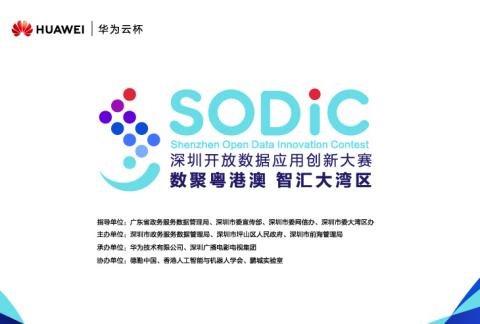 HUAWEI | 华为云杯
SODiC
Shenzhen Open Data Innovation Contest
深圳开放数据应用创新大赛
数聚粤港澳 智汇大湾区
指导单位：广东省政务服务数据管理局、深圳市委宣传部、深圳市委网信办、深圳市委大湾区办
主办单位：深圳市政务服务数据管理局、深圳市坪山区人民政府、深圳市前海管理局
承办单位：华为技术有限公司、深圳广播电影电视集团
协办单位：德勤中国、香港人工智能与机器人学会、鹏城实验室